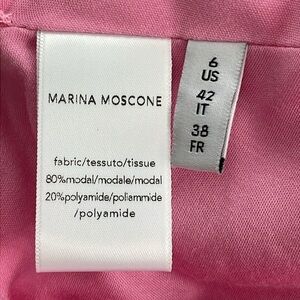 MARINA MOSCONE
fabric/tessuto/tissue
80%modal/modale/modal
20%polyamide/poliammide
/polyamide
6
US
42
IT
38
FR